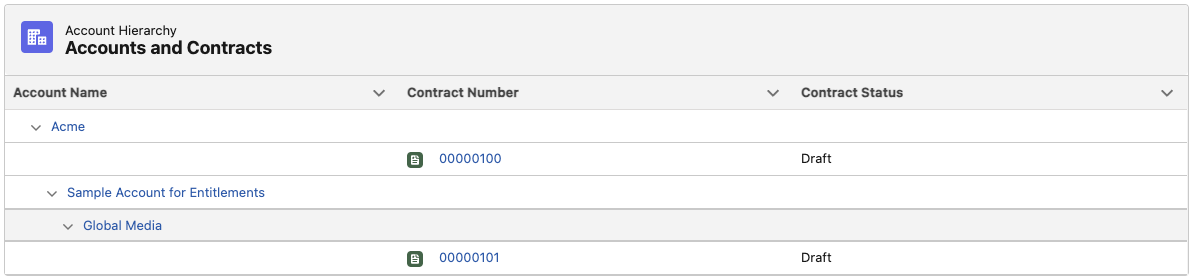 Account Hierarchy
Accounts and Contracts
Account Name Contract Number Contract Status
Acme
00000100 Draft
Sample Account for Entitlements
Global Media
00000101 Draft